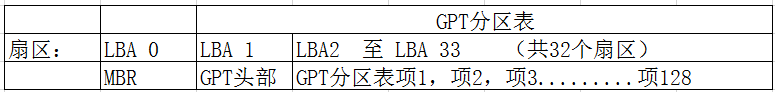 GPT分区表
扇区： LBA 0 LBA 1 LBA2 至 LBA 33 （共32个扇区）
MBR GPT头部 GPT分区表项1，项2，项3.........项128